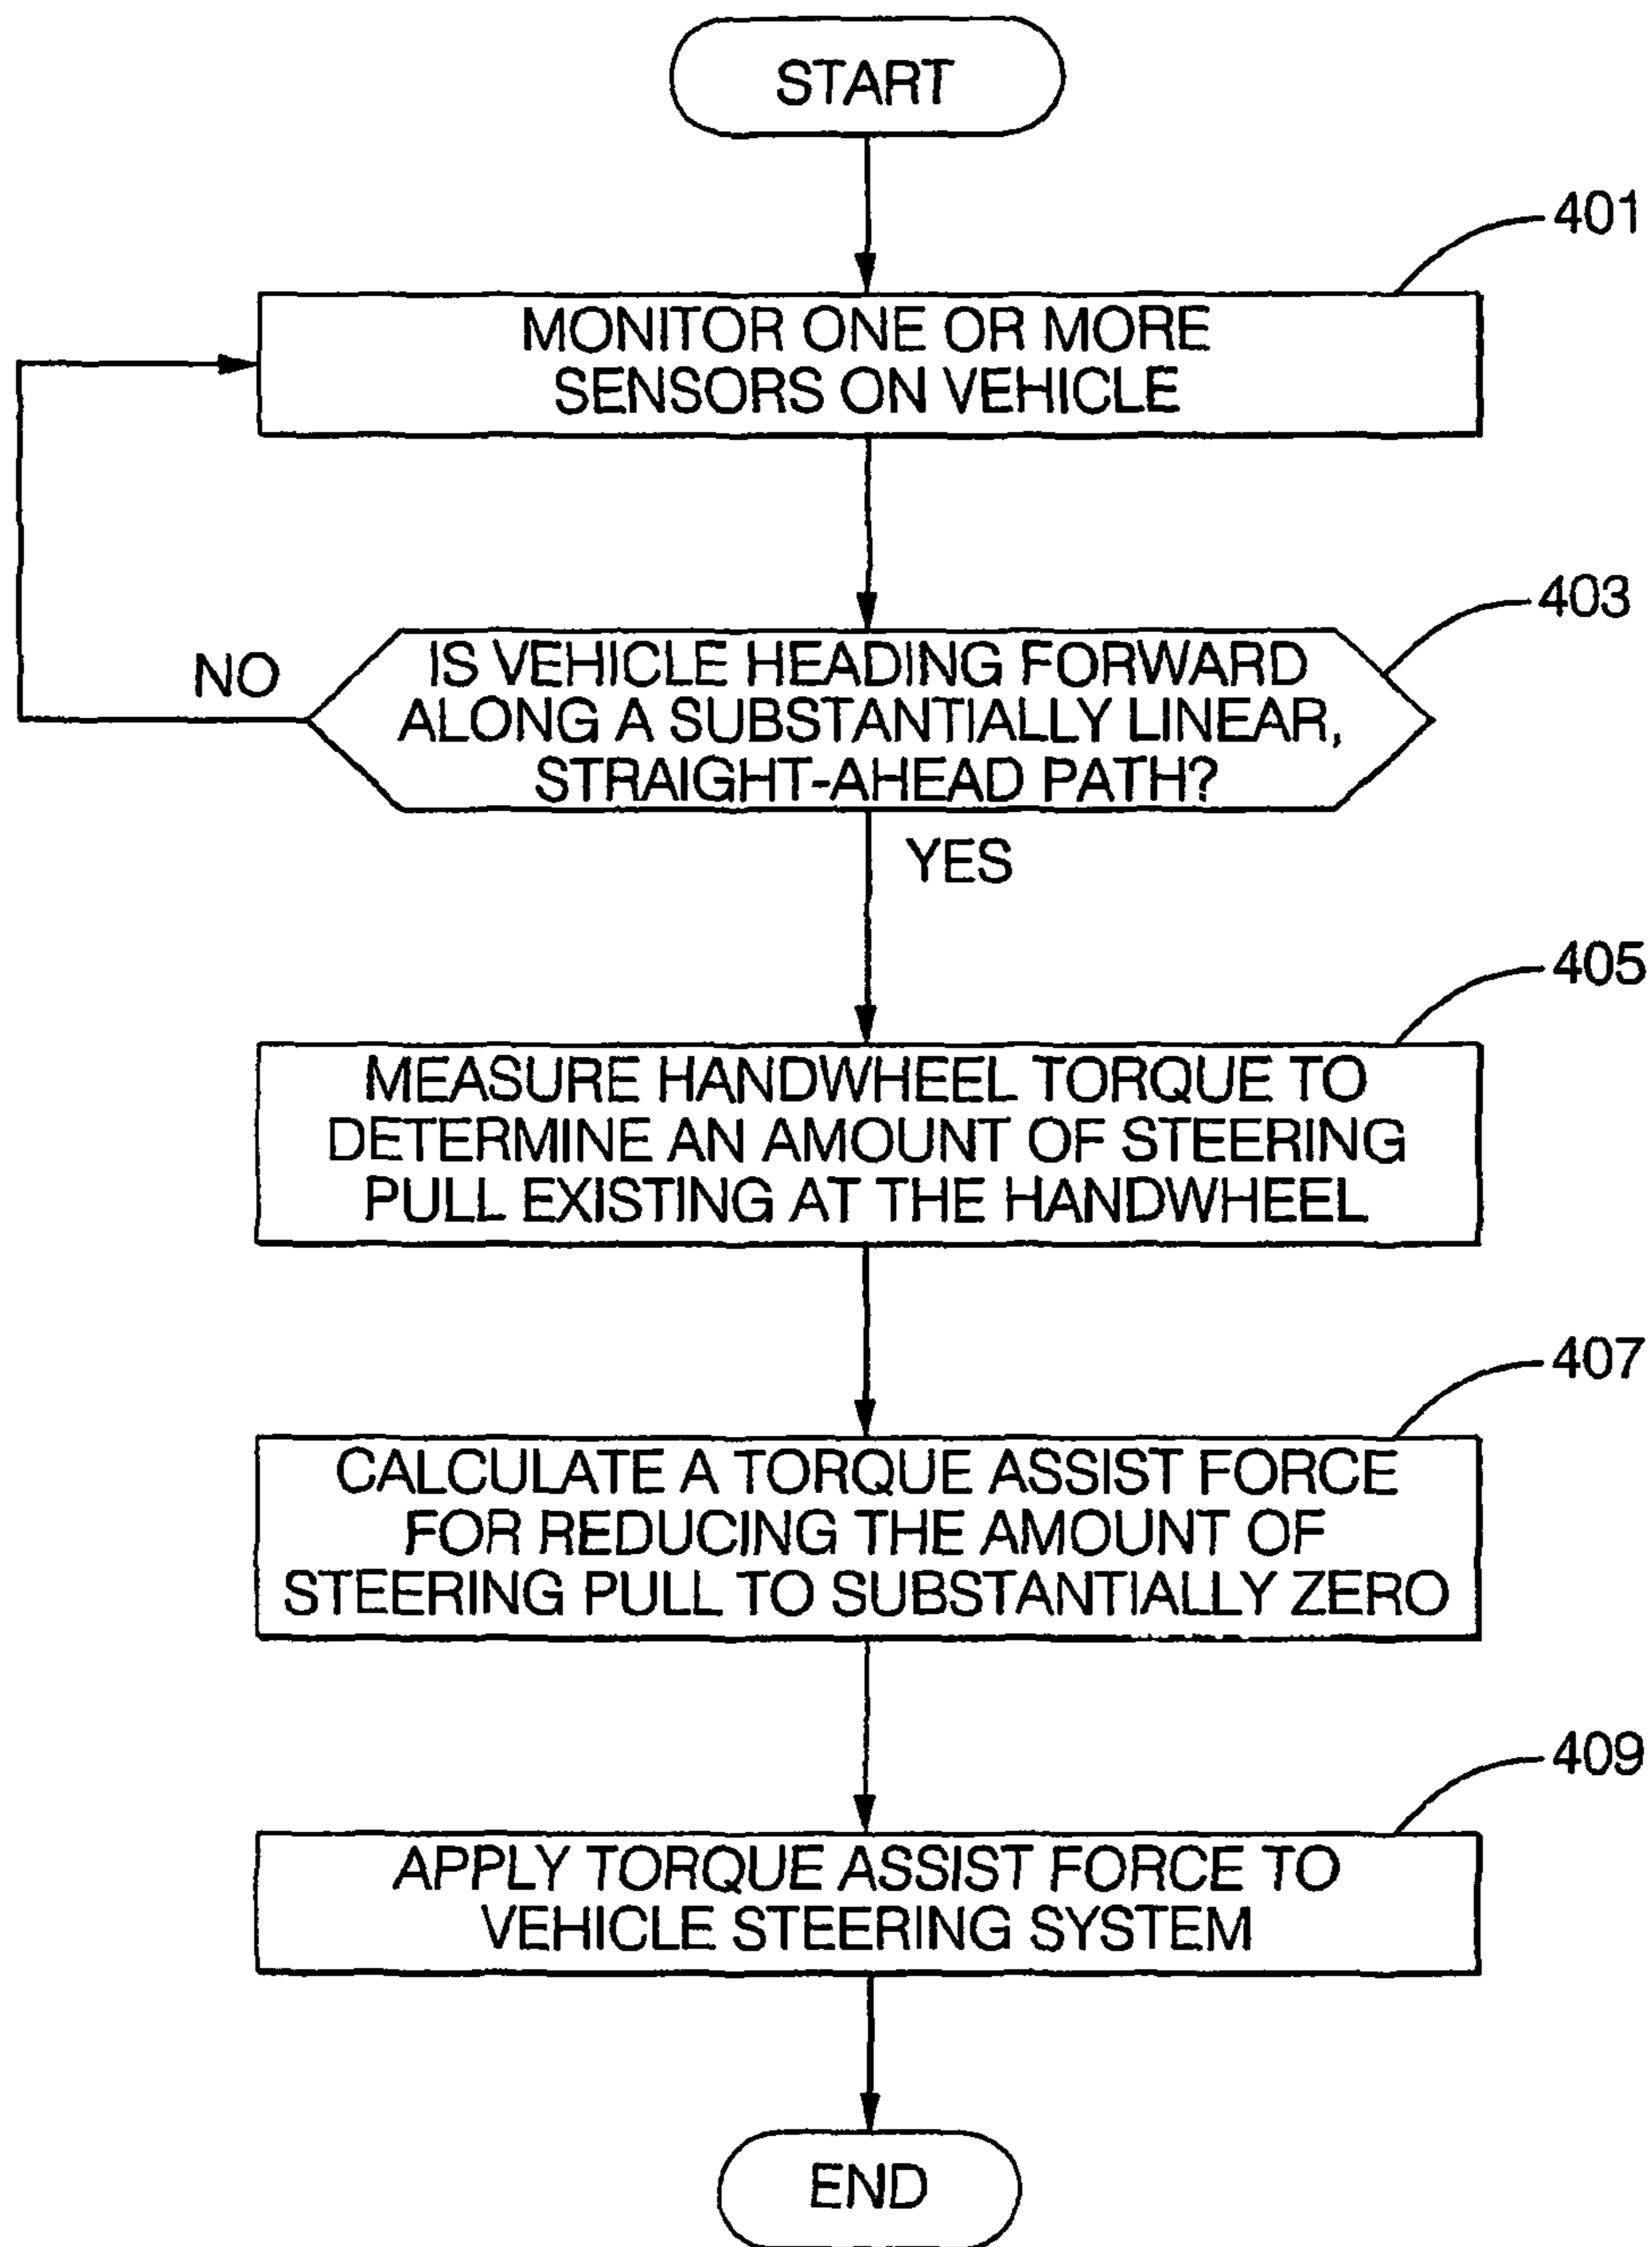 START
401
MONITOR ONE OR MORE
SENSORS ON VEHICLE
403
IS VEHICLE HEADING FORWARD
ALONG A SUBSTANTIALLY LINEAR,
STRAIGHT-AHEAD PATH?
NO
YES
405
MEASURE HANDWHEEL TORQUE TO
DETERMINE AN AMOUNT OF STEERING
PULL EXISTING AT THE HANDWHEEL
407
CALCULATE A TORQUE ASSIST FORCE
FOR REDUCING THE AMOUNT OF
STEERING PULL TO SUBSTANTIALLY ZERO
409
APPLY TORQUE ASSIST FORCE TO
VEHICLE STEERING SYSTEM
END